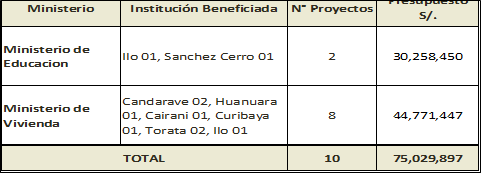 Ministerio Institución Beneficiada N° Proyectos Presupuesto S/.
Ministerio de Educacion Ilo 01, Sanchez Cerro 01 2 30,258,450
Ministerio de Vivienda Candarave 02, Huanuara 01, Cairani 01, Curibaya 01, Torata 02, Ilo 01 8 44,771,447
TOTAL 10 75,029,897